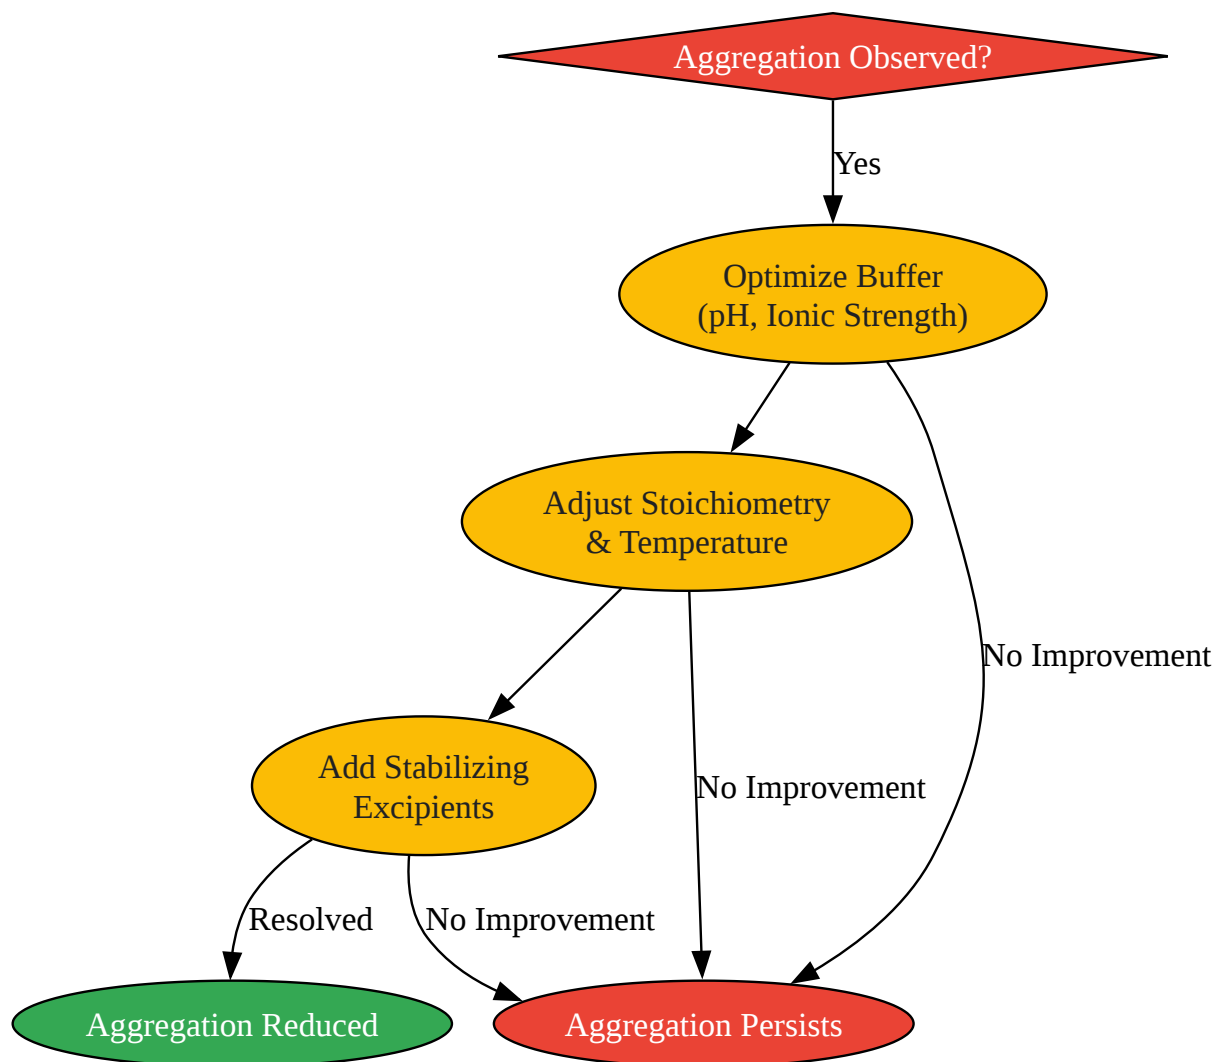 Aggregation Observed?
Yes
Optimize Buffer
(pH, Ionic Strength)
Adjust Stoichiometry
& Temperature
No Improvement
Add Stabilizing
Excipients
No Improvement
Resolved
No Improvement
Aggregation Reduced
Aggregation Persists